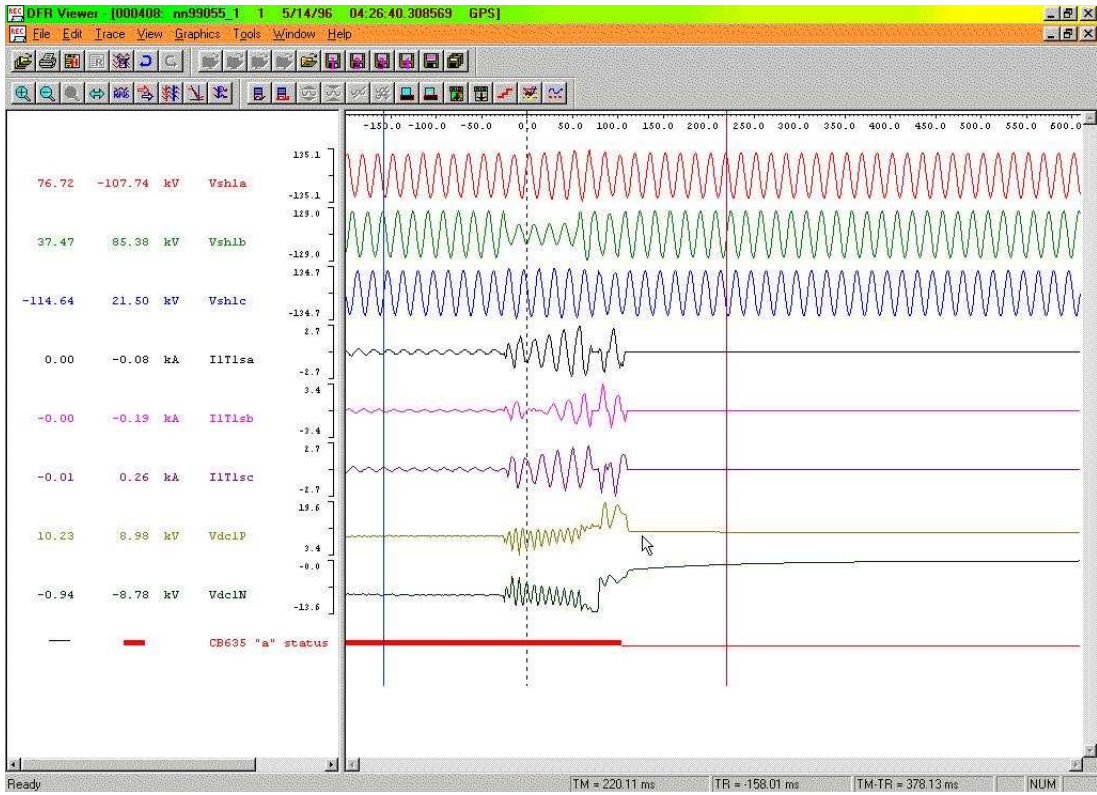 DFR Viewer - [000408: nn99055_1 1 5/14/96 04:26:40.308569 GPS]
File Edit Trace View Graphics Tools Window Help
-150.0 -100.0 -50.0 0.0 50.0 100.0 150.0 200.0 250.0 300.0 350.0 400.0 450.0 500.0 550.0 600.0
135.1
76.72 -107.74 kV Vsh1a
-135.1
129.0
37.47 85.38 kV Vsh1b
-129.0
134.7
-114.64 21.50 kV Vsh1c
-134.7
2.7
0.00 -0.08 kA I1T1sa
-2.7
3.4
-0.00 -0.19 kA I1T1sb
-3.4
2.7
-0.01 0.26 kA I1T1sc
-2.7
19.6
10.23 8.98 kV Vdc1P
3.4
-0.0
-0.94 -8.78 kV Vdc1N
-13.6
CB635 "a" status
Ready TM = 220.11 ms TR = -158.01 ms TM-TR = 378.13 ms NUM